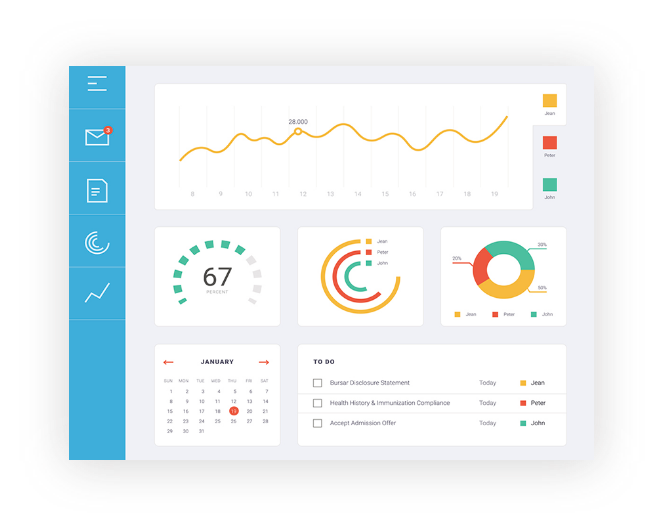 3
28,000
8 9 10 11 12 13 14 15 16 17 18 19
Jean
Peter
John
67
PERCENT
Jean
Peter
John
20%
30%
50%
Jean Peter John
JANUARY
SUN MON TUE WED THU FRI SAT
1 2 3 4 5 6 7
8 9 10 11 12 13 14
15 16 17 18 19 20 21
22 23 24 25 26 27 28
29 30 31
TO DO
Bursar Disclosure Statement Today Jean
Health History & Immunization Compliance Today Peter
Accept Admission Offer Today John